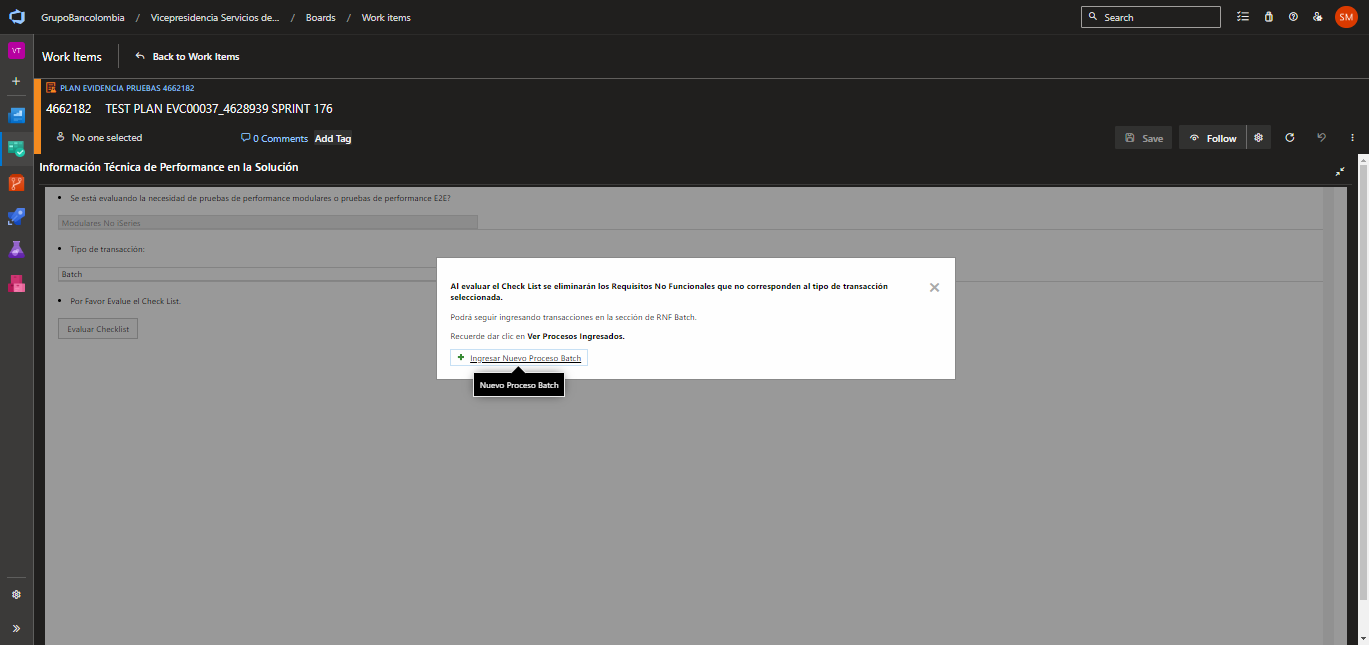 GrupoBancolombia / Vicepresidencia Servicios de... / Boards / Work items
Search
SM
VT
Work Items
Back to Work Items
PLAN EVIDENCIA PRUEBAS 4662182
4662182 TEST PLAN EVC00037_4628939 SPRINT 176
No one selected
0 Comments
Add Tag
Save
Follow
Información Técnica de Performance en la Solución
Se está evaluando la necesidad de pruebas de performance modulares o pruebas de performance E2E?
Modulares No iSeries
Tipo de transacción:
Batch
Por Favor Evalue el Check List.
Evaluar Checklist
Al evaluar el Check List se eliminarán los Requisitos No Funcionales que no corresponden al tipo de transacción
seleccionada.
Podrá seguir ingresando transacciones en la sección de RNF Batch.
Recuerde dar clic en Ver Procesos Ingresados.
Ingresar Nuevo Proceso Batch
Nuevo Proceso Batch